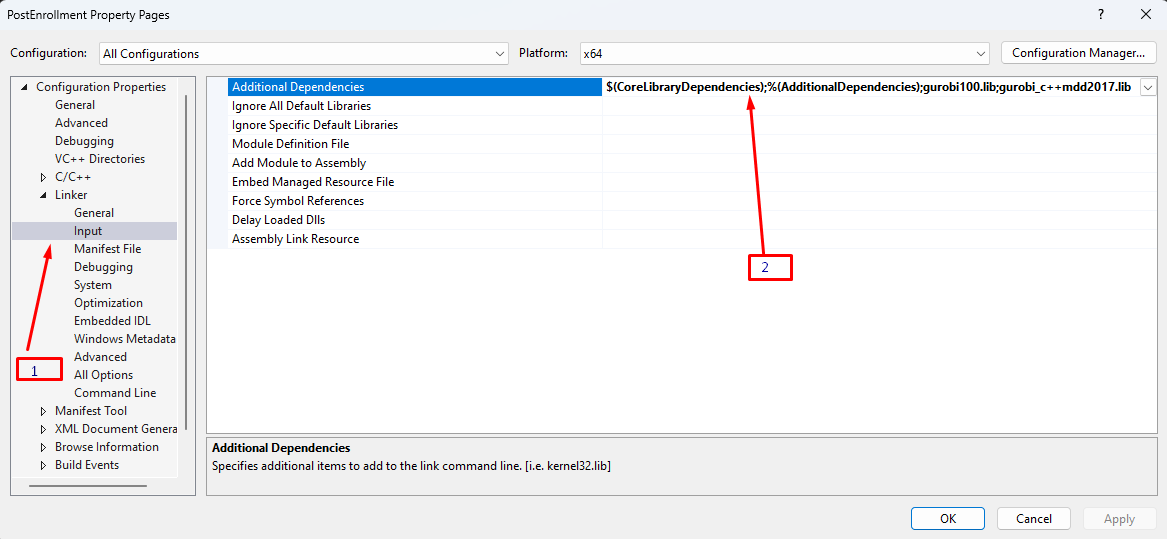 PostEnrollment Property Pages
?
Configuration: All Configurations Platform: x64 Configuration Manager...
Configuration Properties
General
Advanced
Debugging
VC++ Directories
C/C++
Linker
General
Input
Manifest File
Debugging
System
Optimization
Embedded IDL
Windows Metadata
Advanced
All Options
Command Line
Manifest Tool
XML Document Genera
Browse Information
Build Events
1
Additional Dependencies $(CoreLibraryDependencies);%(AdditionalDependencies);gurobi100.lib;gurobi_c++mdd2017.lib
Ignore All Default Libraries
Ignore Specific Default Libraries
Module Definition File
Add Module to Assembly
Embed Managed Resource File
Force Symbol References
Delay Loaded Dlls
Assembly Link Resource
2
Additional Dependencies
Specifies additional items to add to the link command line. [i.e. kernel32.lib]
OK Cancel Apply